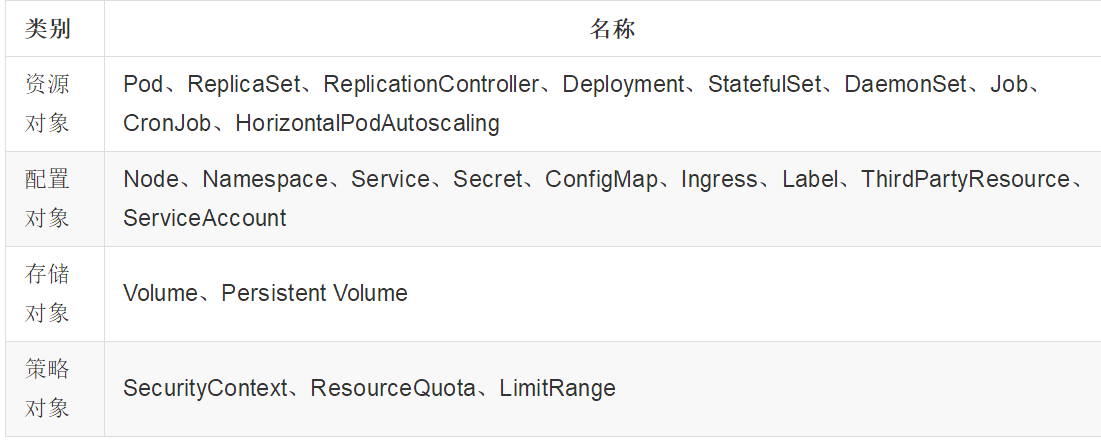 类别 名称
资源对象 Pod、ReplicaSet、ReplicationController、Deployment、StatefulSet、DaemonSet、Job、
CronJob、HorizontalPodAutoscaling
配置对象 Node、Namespace、Service、Secret、ConfigMap、Ingress、Label、ThirdPartyResource、
ServiceAccount
存储对象 Volume、Persistent Volume
策略对象 SecurityContext、ResourceQuota、LimitRange